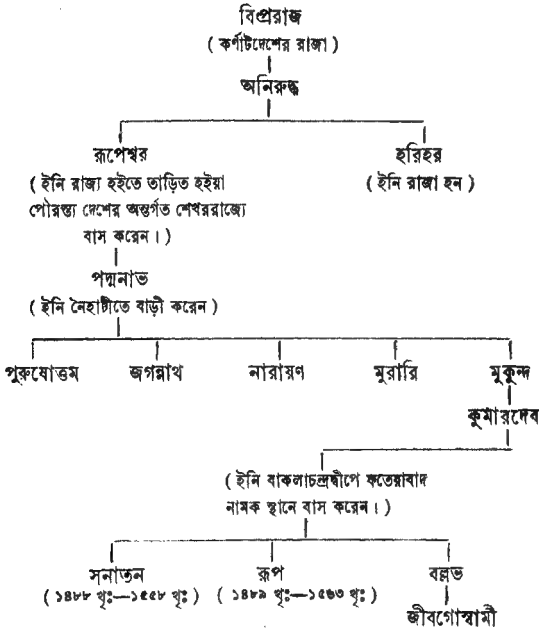 বিপ্ররাজ
( কর্ণাটদেশের রাজা )
অনিরুদ্ধ
রূপেশ্বর
( ইনি রাজ্য হইতে তাড়িত হইয়া
পৌরস্ত্য দেশের অন্তর্গত শেখররাজ্যে
বাস করেন । )
হরিহর
( ইনি রাজা হন )
পদ্মনাভ
( ইনি নৈহাটীতে বাড়ী করেন )
পুরুষোত্তম জগন্নাথ নারায়ণ মুরারি মুকুন্দ
কুমারদেব
( ইনি বাকলাচন্দ্রদ্বীপে ফতেয়াবাদ
নামক স্থানে বাস করেন । )
সনাতন রূপ বল্লভ
( ১৪৮৮ খৃঃ—১৫৫৮ খৃঃ ) ( ১৪৮৯ খৃঃ—১৫৬৩ খৃঃ )
জীবগোস্বামী